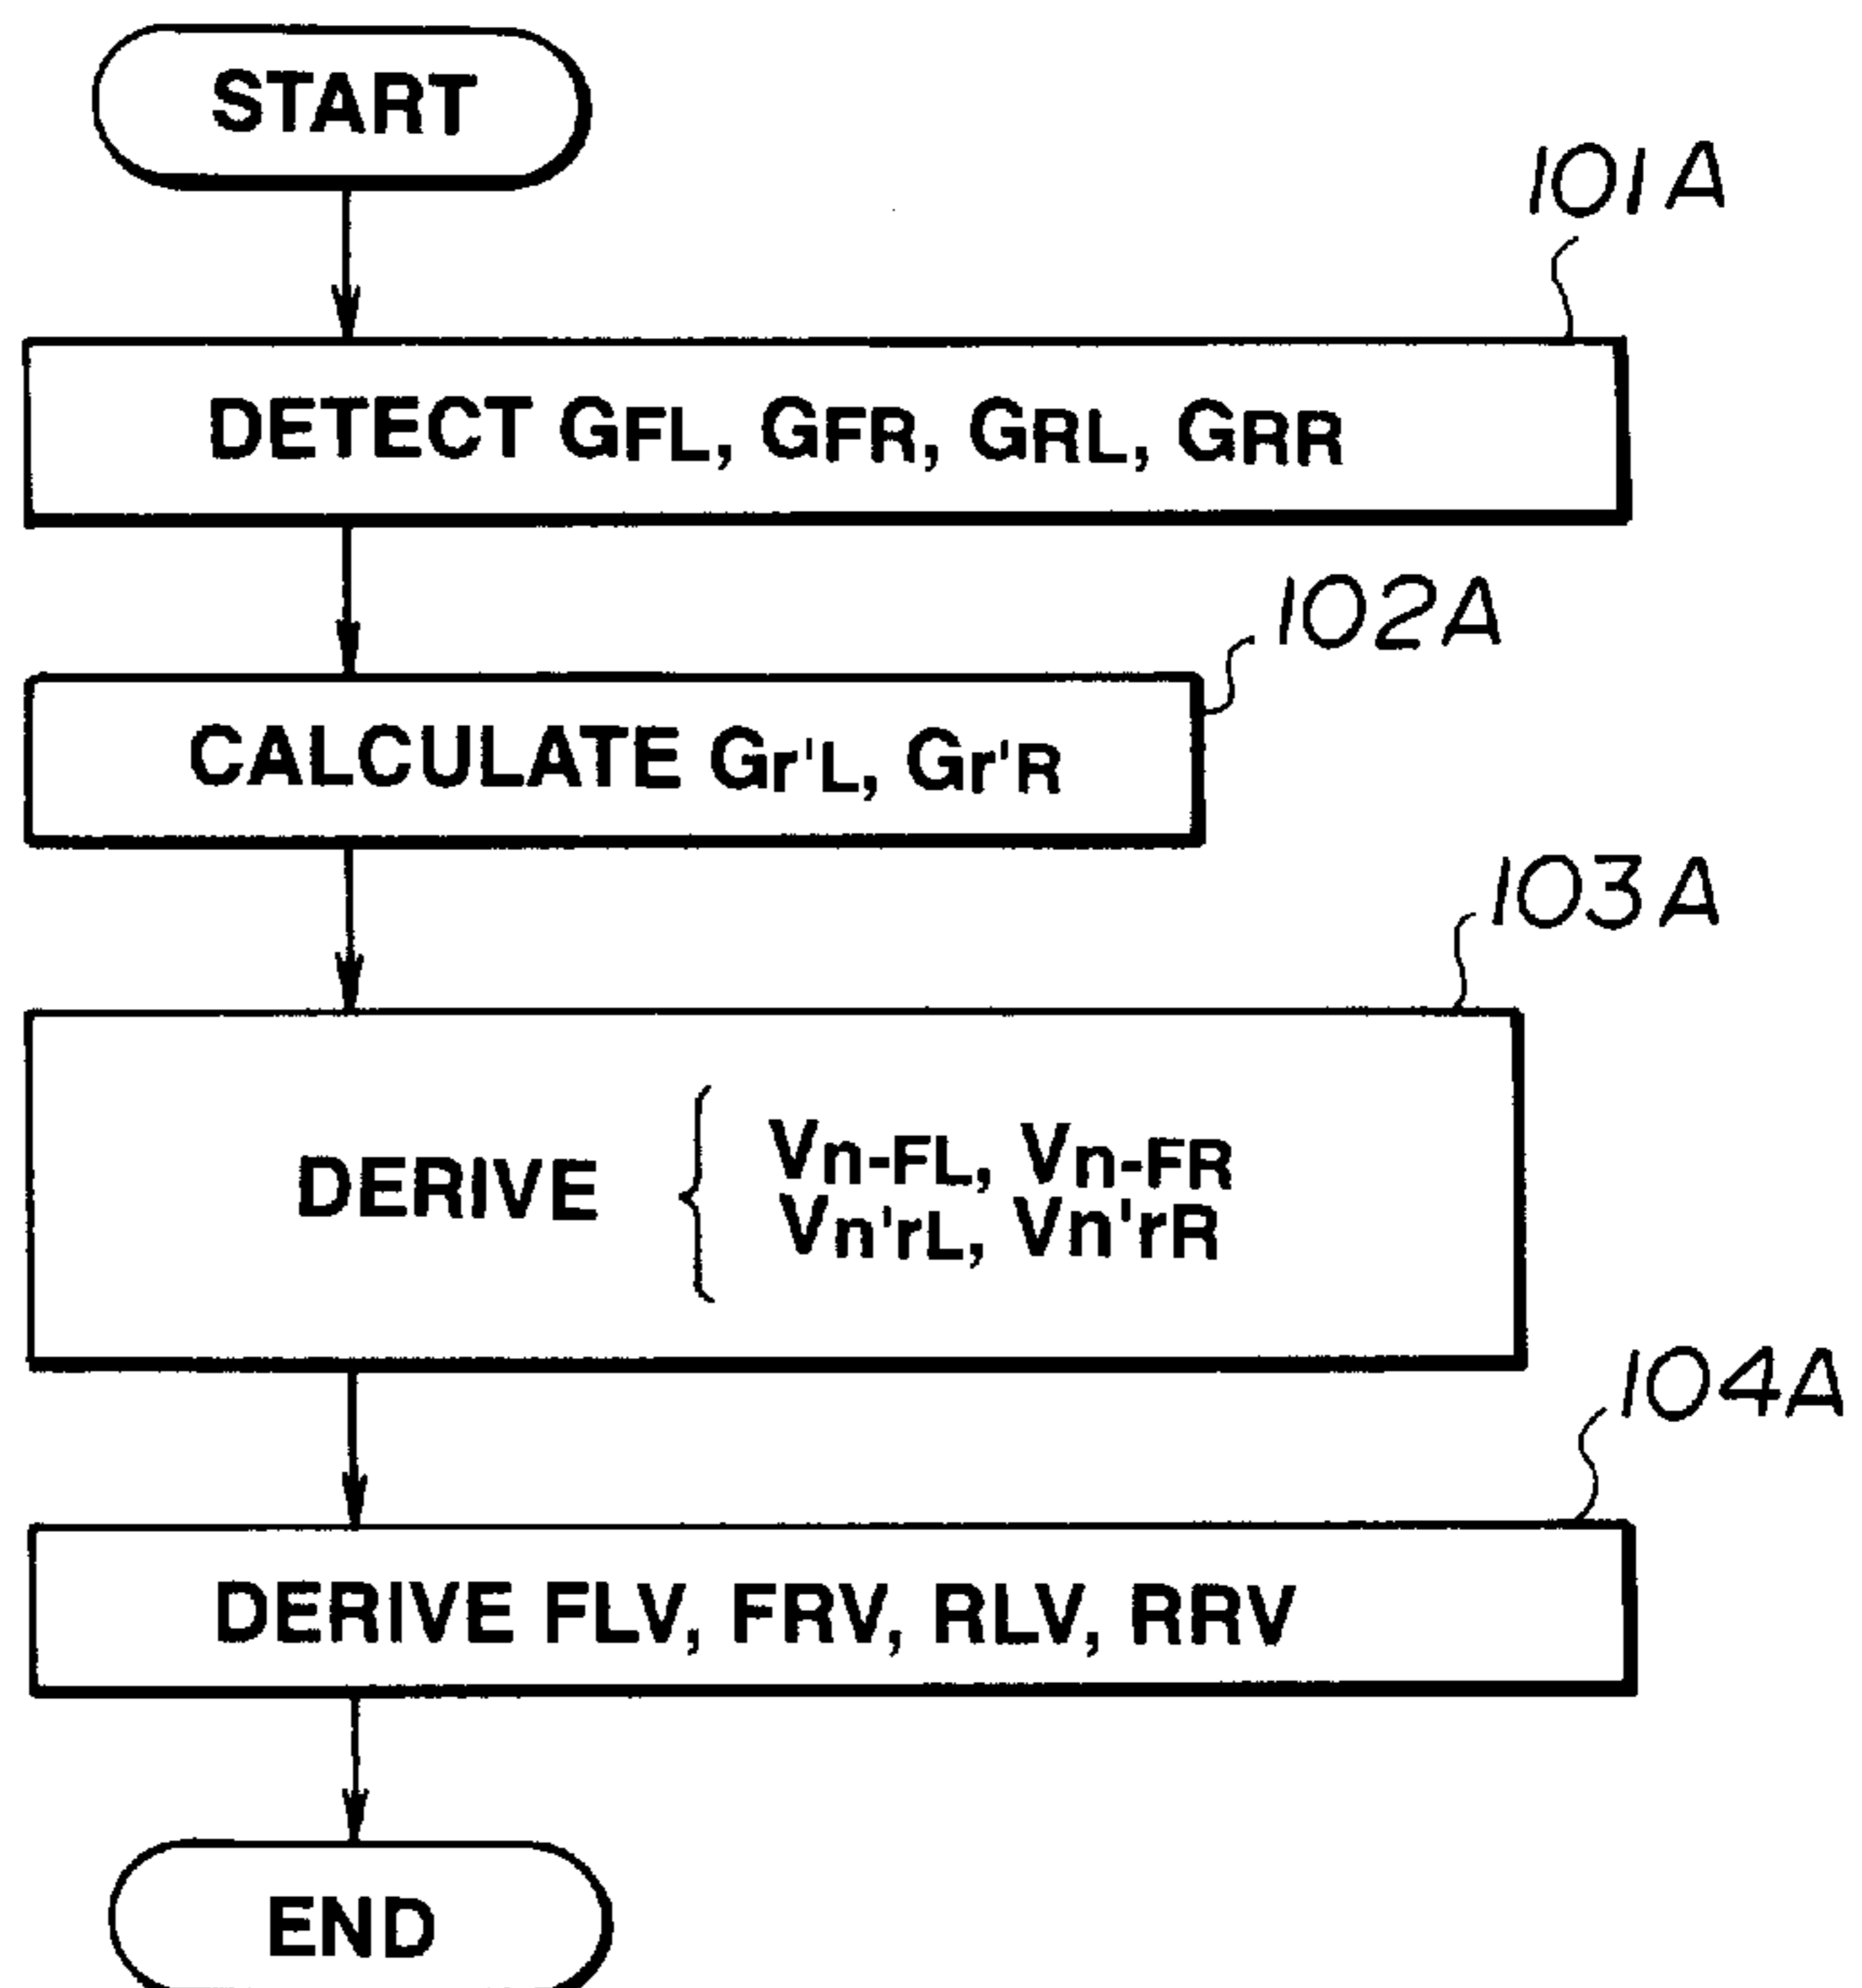 START
101A
DETECT GFL, GFR, GRL, GRR
102A
CALCULATE Gr'L, Gr'R
103A
DERIVE { Vn-FL, Vn-FR
Vn'rL, Vn'rR
104A
DERIVE FLV, FRV, RLV, RRV
END